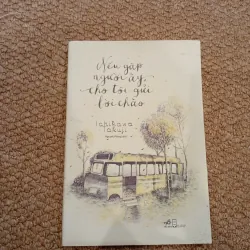 Nếu gặp
người ấy,
cho tôi gửi
lời chào
Ichikawa
Takuji